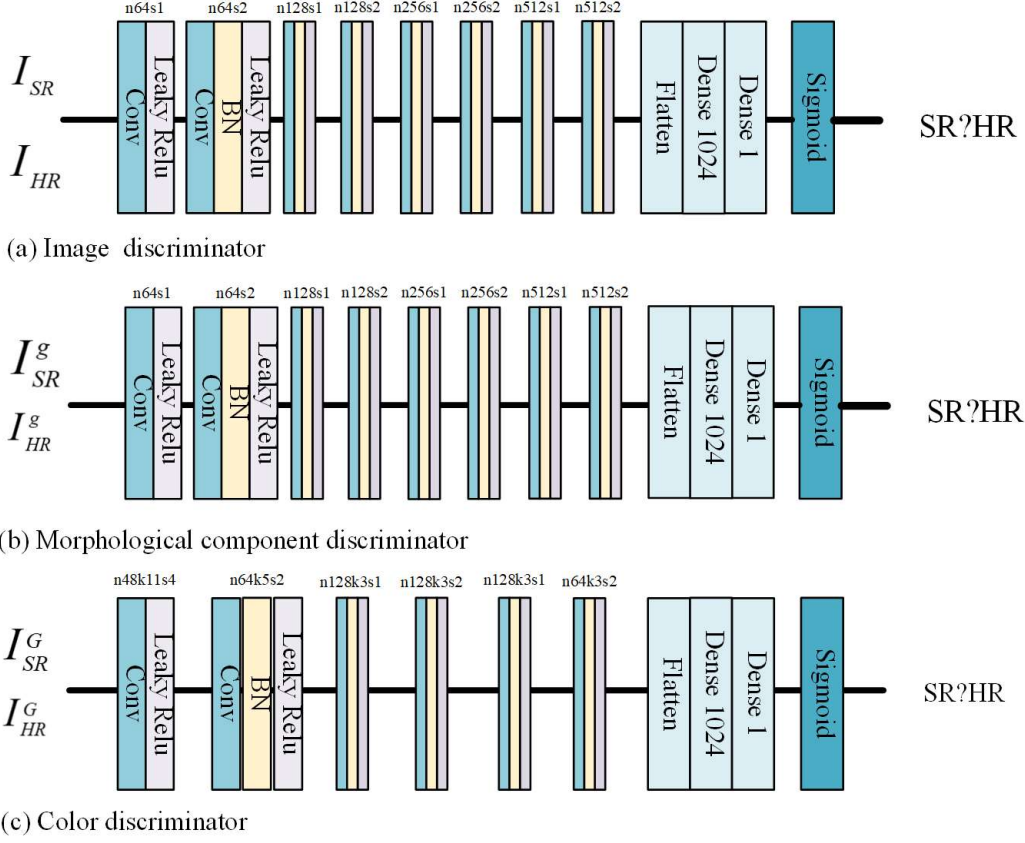 n64s1 n64s2 n128s1 n128s2 n256s1 n256s2 n512s1 n512s2
I_SR
I_HR
Conv Leaky Relu Conv BN Leaky Relu Flatten Dense 1024 Dense 1 Sigmoid
SR?HR
(a) Image discriminator
n64s1 n64s2 n128s1 n128s2 n256s1 n256s2 n512s1 n512s2
I^g_SR
I^g_HR
Conv Leaky Relu Conv BN Leaky Relu Flatten Dense 1024 Dense 1 Sigmoid
SR?HR
(b) Morphological component discriminator
n48k11s4 n64k5s2 n128k3s1 n128k3s2 n128k3s1 n64k3s2
I^G_SR
I^G_HR
Conv Leaky Relu Conv BN Leaky Relu Flatten Dense 1024 Dense 1 Sigmoid
SR?HR
(c) Color discriminator